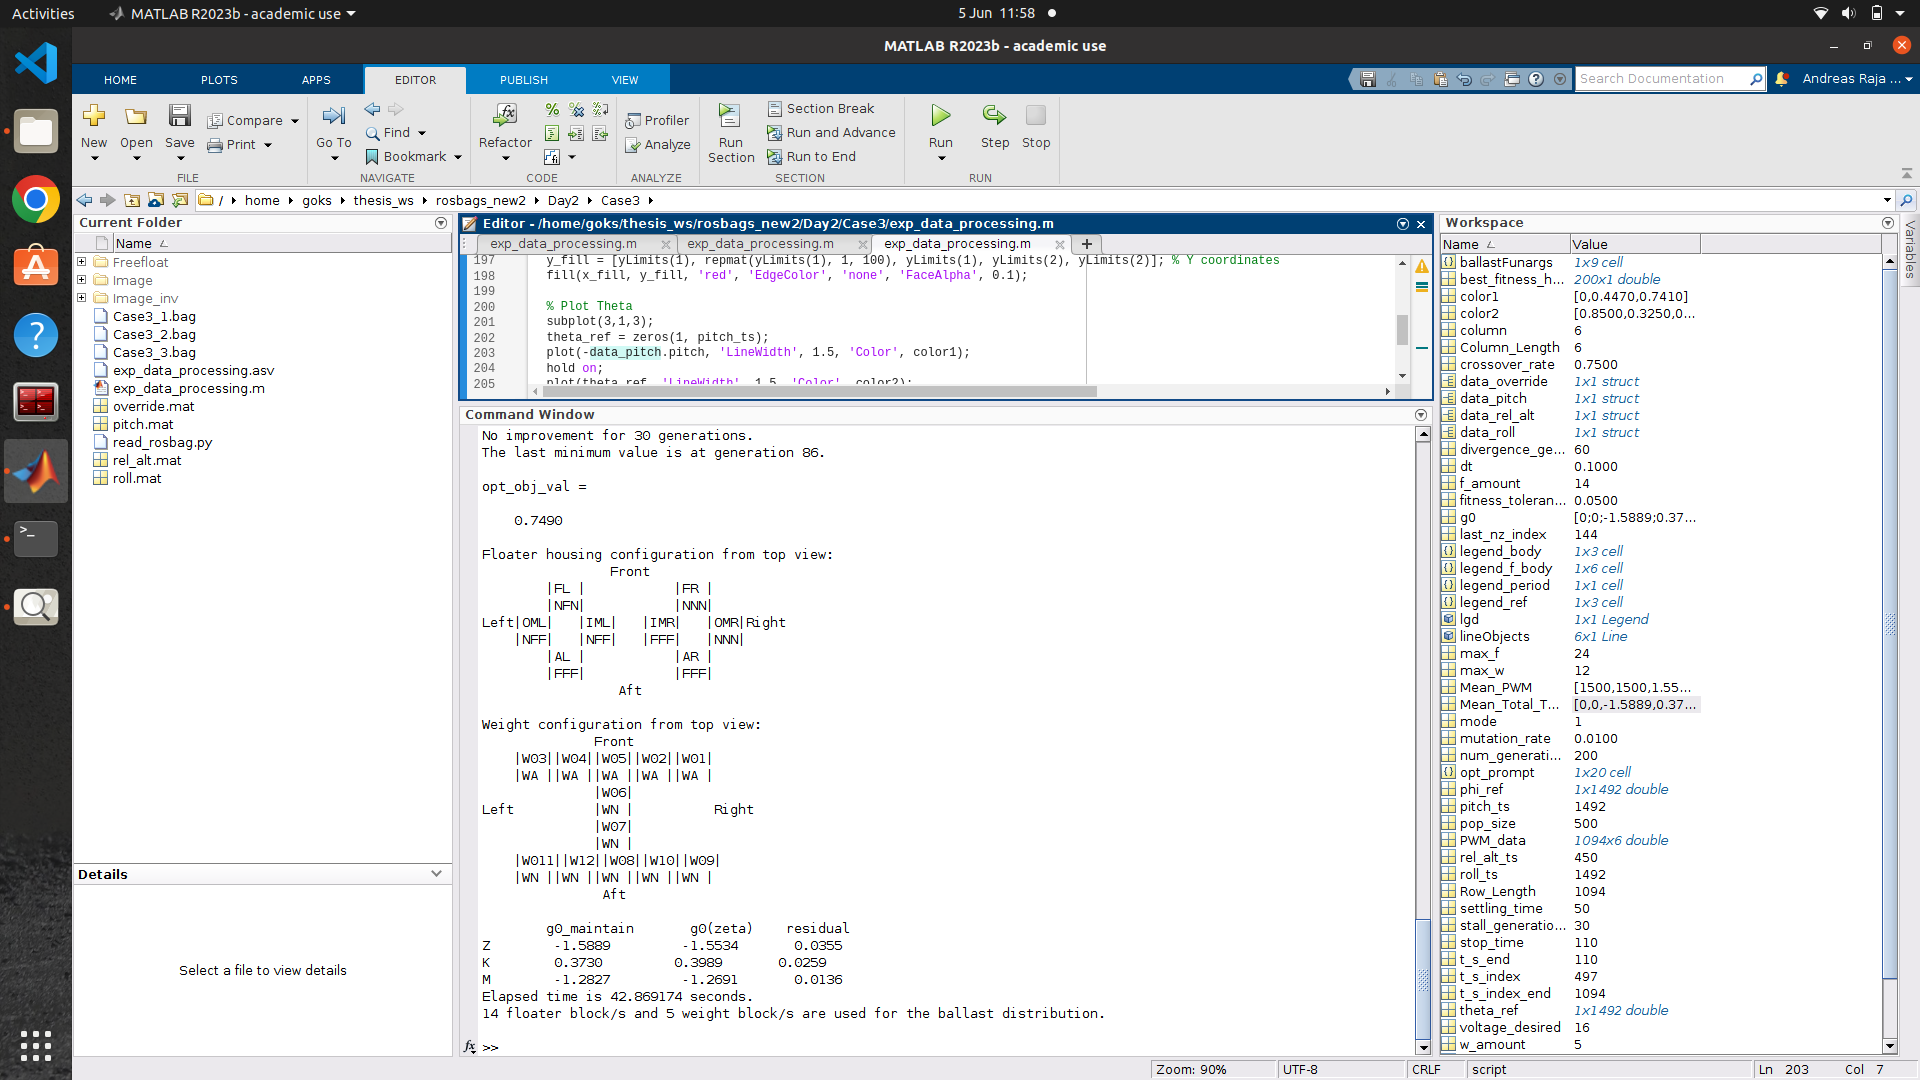 Activities
MATLAB R2023b - academic use
5 Jun 11:58
MATLAB R2023b - academic use
HOME
PLOTS
APPS
EDITOR
PUBLISH
VIEW
Search Documentation
Andreas Raja ...
New
Open
Save
Compare
Print
FILE
Go To
Find
Bookmark
NAVIGATE
Refactor
CODE
Profiler
Analyze
ANALYZE
Run Section
Section Break
Run and Advance
Run to End
SECTION
Run
Step
Stop
RUN
/ home goks thesis_ws rosbags_new2 Day2 Case3
Current Folder
Name
Freefloat
Image
Image_inv
Case3_1.bag
Case3_2.bag
Case3_3.bag
exp_data_processing.asv
exp_data_processing.m
override.mat
pitch.mat
read_rosbag.py
rel_alt.mat
roll.mat
Details
Select a file to view details
Editor - /home/goks/thesis_ws/rosbags_new2/Day2/Case3/exp_data_processing.m
exp_data_processing.m
exp_data_processing.m
exp_data_processing.m
197 y_fill = [yLimits(1), repmat(yLimits(1), 1, 100), yLimits(1), yLimits(2), yLimits(2)]; % Y coordinates
198 fill(x_fill, y_fill, 'red', 'EdgeColor', 'none', 'FaceAlpha', 0.1);
199
200 % Plot Theta
201 subplot(3,1,3);
202 theta_ref = zeros(1, pitch_ts);
203 plot(-data_pitch.pitch, 'LineWidth', 1.5, 'Color', color1);
204 hold on;
205 plot(theta_ref, 'LineWidth', 1.5, 'Color', color2);
Command Window
No improvement for 30 generations.
The last minimum value is at generation 86.
opt_obj_val =
0.7490
Floater housing configuration from top view:
Front
|FL | |FR |
|NFN| |NNN|
Left|OML| |IML| |IMR| |OMR|Right
|NFF| |NFF| |FFF| |NNN|
|AL | |AR |
|FFF| |FFF|
Aft
Weight configuration from top view:
Front
|W03||W04||W05||W02||W01|
|WA ||WA ||WA ||WA ||WA |
|W06|
Left |WN | Right
|W07|
|WN |
|W011||W12||W08||W10||W09|
|WN ||WN ||WN ||WN ||WN |
Aft
g0_maintain g0(zeta) residual
Z -1.5889 -1.5534 0.0355
K 0.3730 0.3989 0.0259
M -1.2827 -1.2691 0.0136
Elapsed time is 42.869174 seconds.
14 floater block/s and 5 weight block/s are used for the ballast distribution.
fx >>
Workspace
Name Value
ballastFunargs 1x9 cell
best_fitness_h... 200x1 double
color1 [0,0.4470,0.7410]
color2 [0.8500,0.3250,0...
column 6
Column_Length 6
crossover_rate 0.7500
data_override 1x1 struct
data_pitch 1x1 struct
data_rel_alt 1x1 struct
data_roll 1x1 struct
divergence_ge... 60
dt 0.1000
f_amount 14
fitness_toleran... 0.0500
g0 [0;0;-1.5889;0.37...
last_nz_index 144
legend_body 1x3 cell
legend_f_body 1x6 cell
legend_period 1x1 cell
legend_ref 1x3 cell
lgd 1x1 Legend
lineObjects 6x1 Line
max_f 24
max_w 12
Mean_PWM [1500,1500,1.55...
Mean_Total_T... [0,0,-1.5889,0.37...
mode 1
mutation_rate 0.0100
num_generati... 200
opt_prompt 1x20 cell
phi_ref 1x1492 double
pitch_ts 1492
pop_size 500
PWM_data 1094x6 double
rel_alt_ts 450
roll_ts 1492
Row_Length 1094
settling_time 50
stall_generatio... 30
stop_time 110
t_s_end 110
t_s_index 497
t_s_index_end 1094
theta_ref 1x1492 double
voltage_desired 16
w_amount 5
Variables
Zoom: 90%
UTF-8
CRLF
script
Ln 203 Col 7